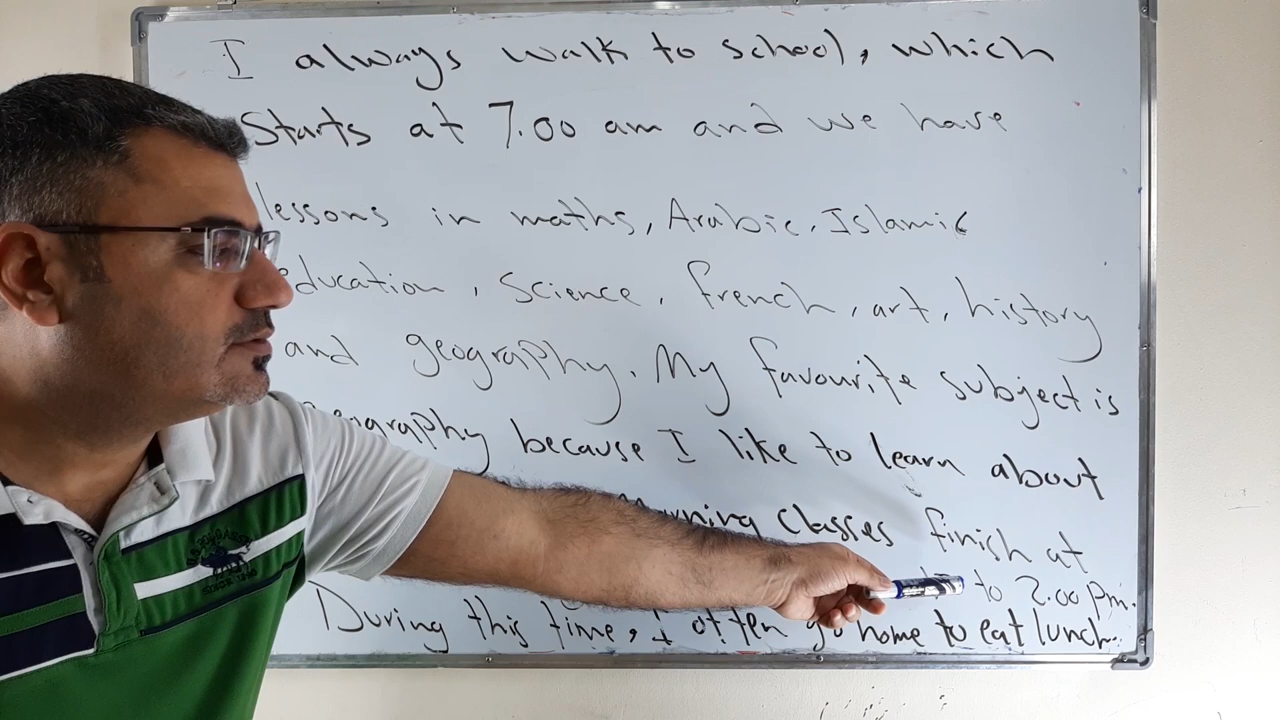 I always walk to school, which
Starts at 7.00 am and we have
lessons in maths, Arabic, Islamic
education, Science, french, art, history
and geography. My favourite subject is
geography because I like to learn about
Morning classes finish at
to 2.00 pm.
During this time, I often go home to eat lunch.